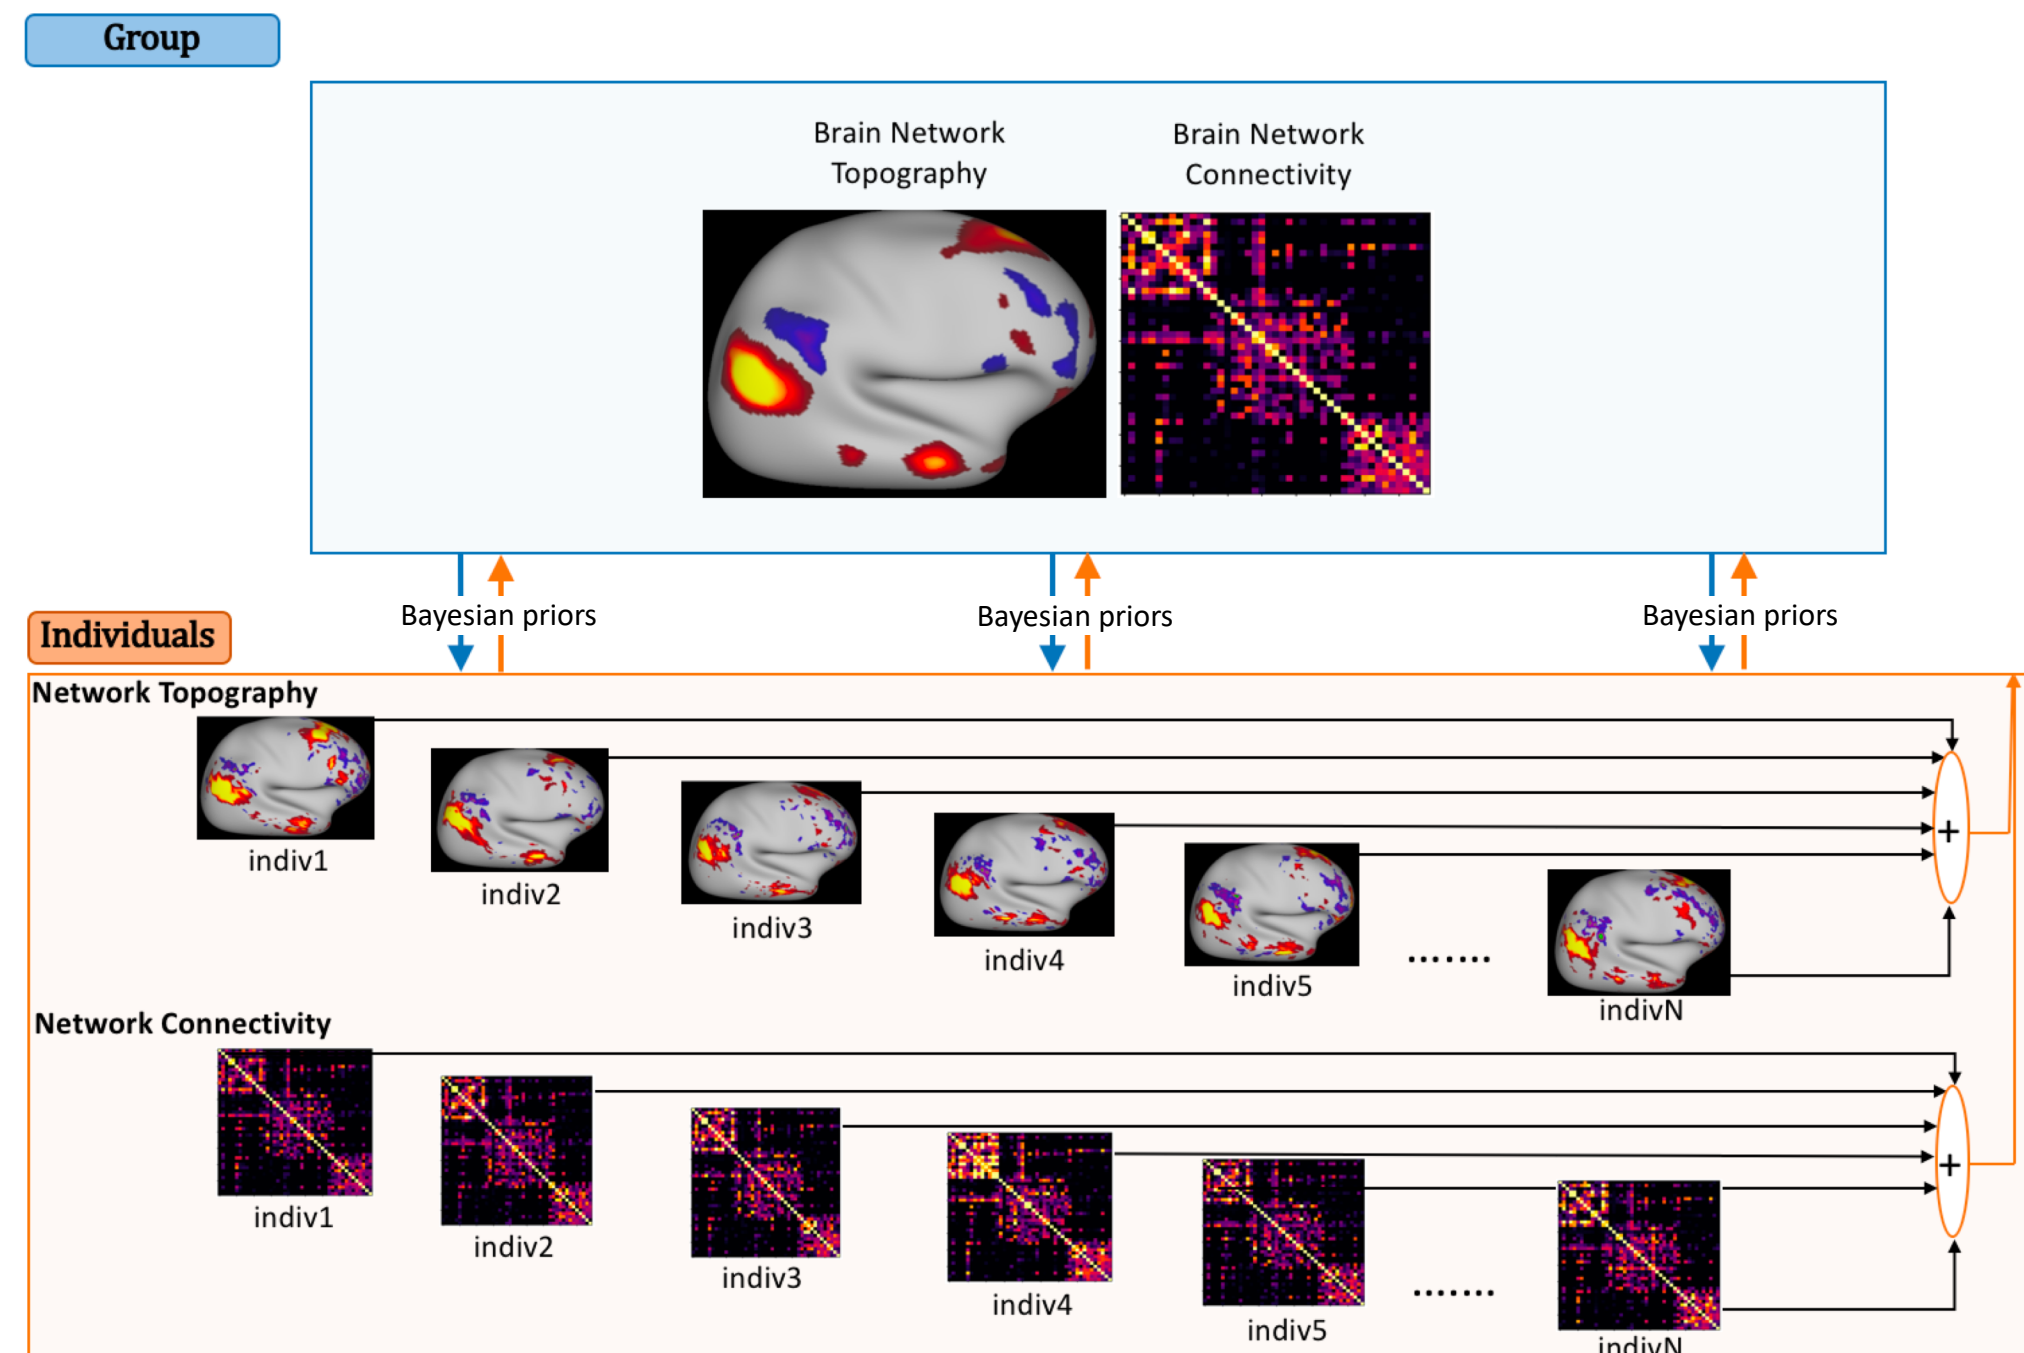 Group
Brain Network
Topography
Brain Network
Connectivity
Bayesian priors
Bayesian priors
Bayesian priors
Individuals
Network Topography
indiv1
indiv2
indiv3
indiv4
indiv5
.......
indivN
+
Network Connectivity
indiv1
indiv2
indiv3
indiv4
indiv5
.......
indivN
+